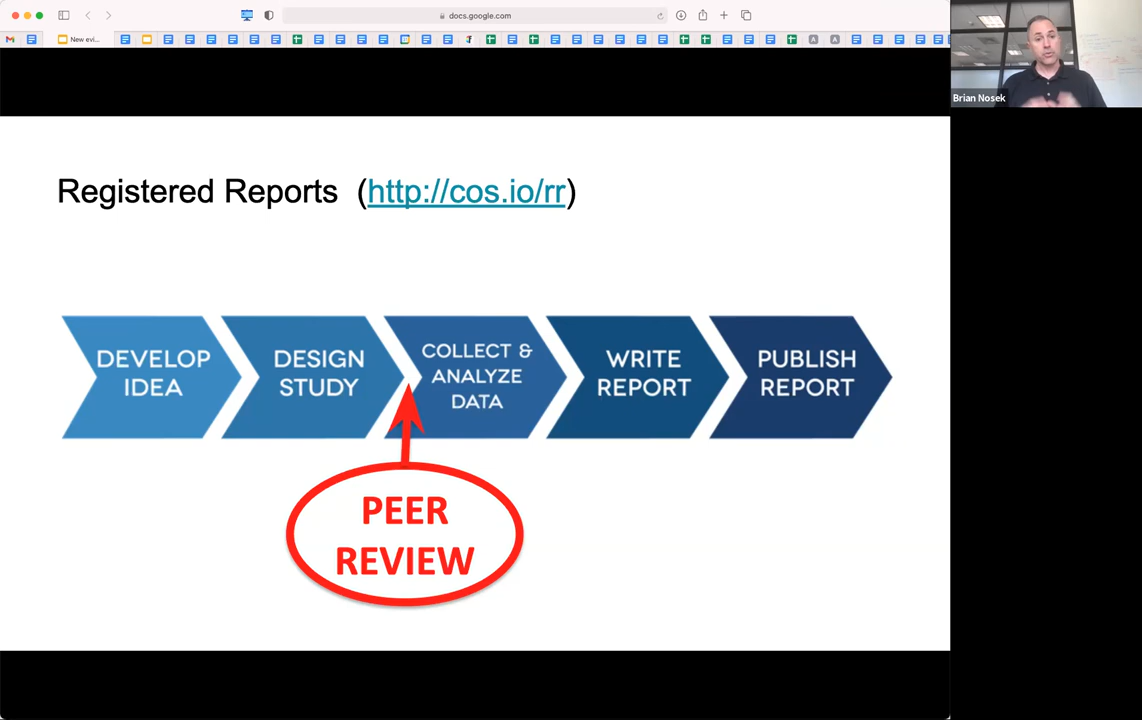 docs.google.com
New evi...
Brian Nosek
Registered Reports (http://cos.io/rr)
DEVELOP
IDEA
DESIGN
STUDY
COLLECT &
ANALYZE
DATA
WRITE
REPORT
PUBLISH
REPORT
PEER
REVIEW